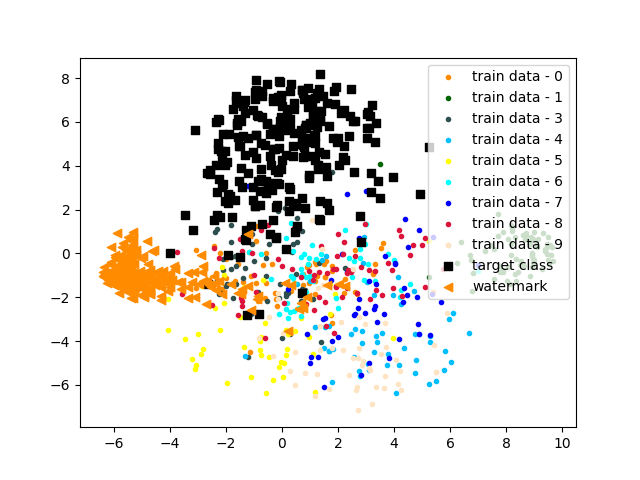 8
6
4
2
0
−2
−4
−6
−6
−4
−2
0
2
4
6
8
10
train data - 0
train data - 1
train data - 3
train data - 4
train data - 5
train data - 6
train data - 7
train data - 8
train data - 9
target class
watermark